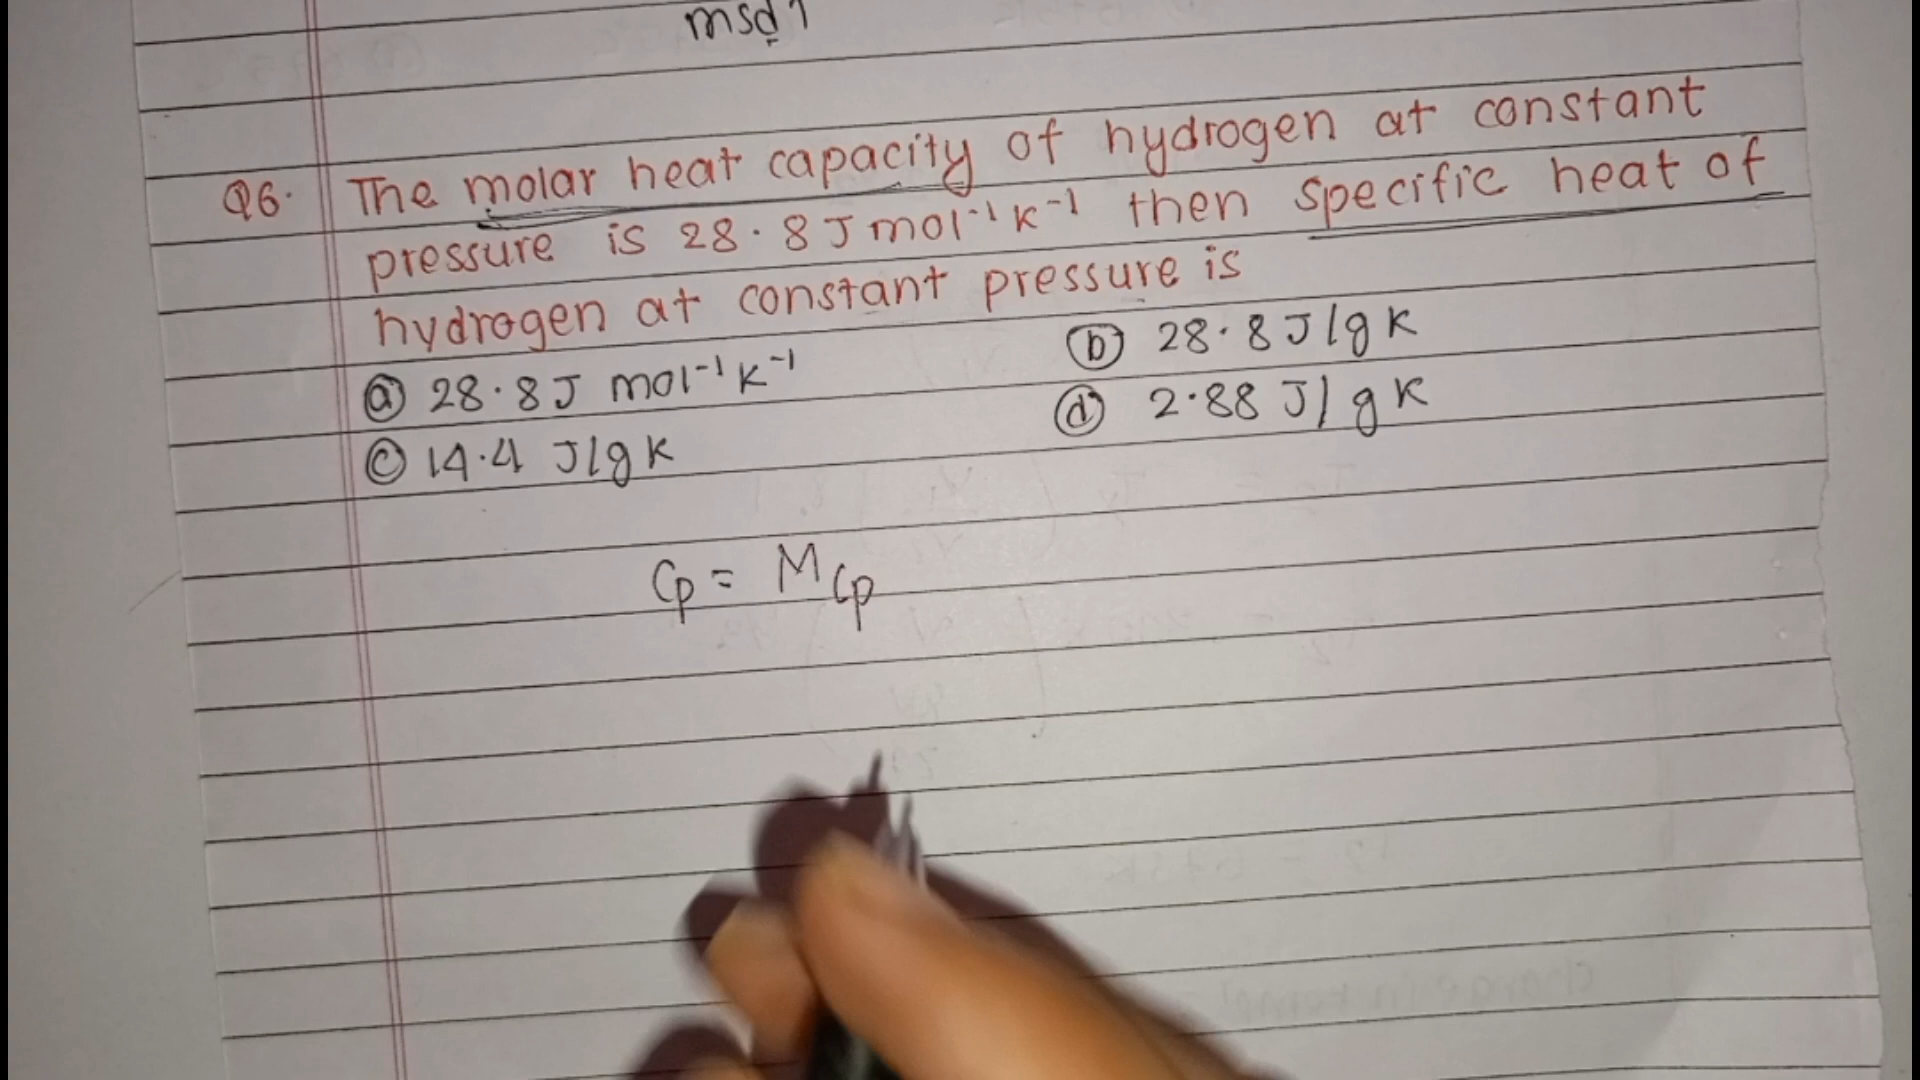 Q6. The molar heat capacity of hydrogen at constant
pressure is 28.8 J mol⁻¹ K⁻¹ then specific heat of
hydrogen at constant pressure is
ⓐ 28.8 J mol⁻¹ K⁻¹ ⓑ 28.8 J/g K
ⓒ 14.4 J/g K ⓓ 2.88 J/g K
Cp = M cp